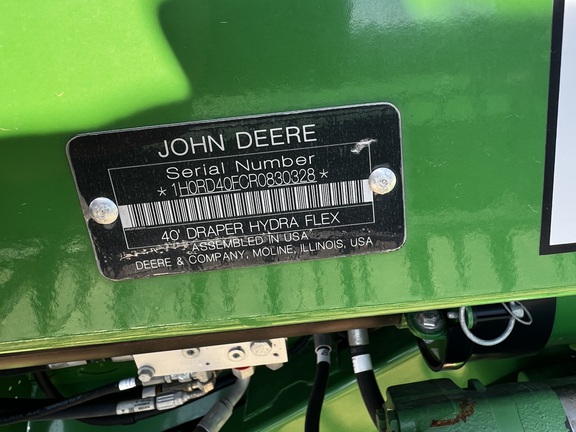 JOHN DEERE
Serial Number
*1H0RD40FCR0830328*
40' DRAPER HYDRA FLEX
ASSEMBLED IN USA
DEERE & COMPANY, MOLINE, ILLINOIS, USA